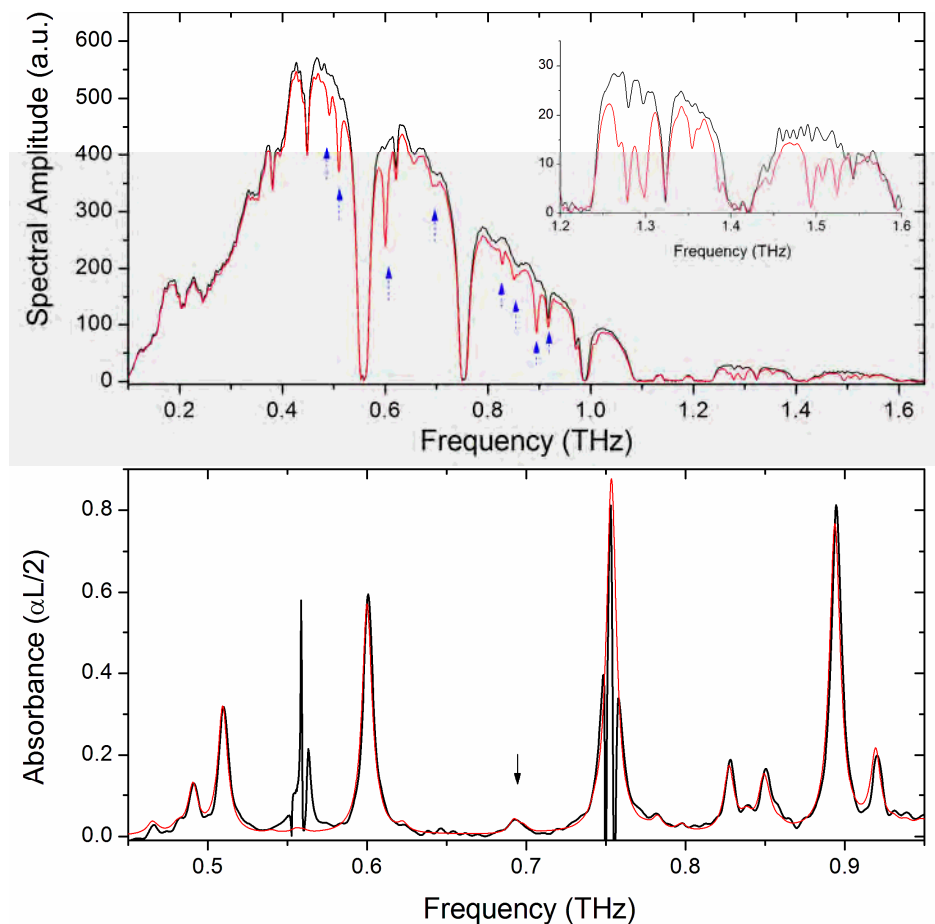 Spectral Amplitude (a.u.)
600
500
400
300
200
100
0
0.2 0.4 0.6 0.8 1.0 1.2 1.4 1.6
Frequency (THz)
30
20
10
0
1.2 1.3 1.4 1.5 1.6
Frequency (THz)
Absorbance (αL/2)
0.8
0.6
0.4
0.2
0.0
0.5 0.6 0.7 0.8 0.9
Frequency (THz)